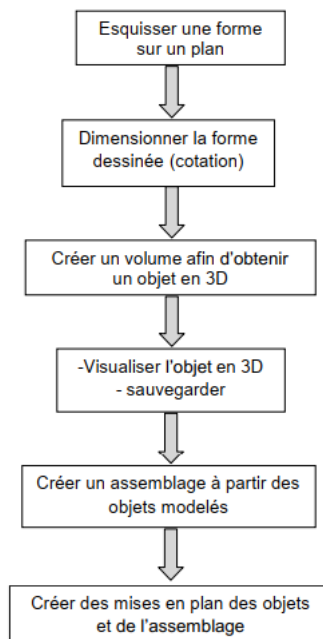 Esquisser une forme
sur un plan
Dimensionner la forme
dessinée (cotation)
Créer un volume afin d'obtenir
un objet en 3D
-Visualiser l'objet en 3D
- sauvegarder
Créer un assemblage à partir des
objets modelés
Créer des mises en plan des objets
et de l'assemblage